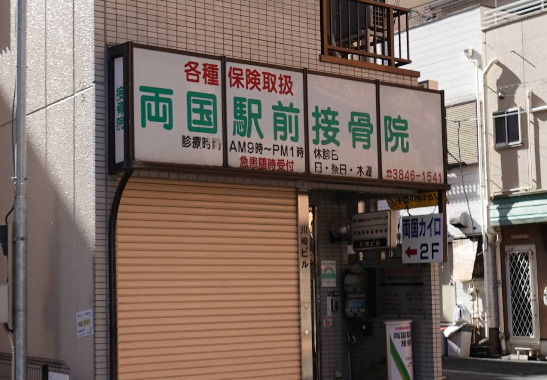 各種保険取扱
両国駅前接骨院
診療時間 AM9時～PM1時
急患随時受付
休診日
日・祭日・木曜
☎3846-1541
接骨院
川崎ビル
両国カイロ
←2F